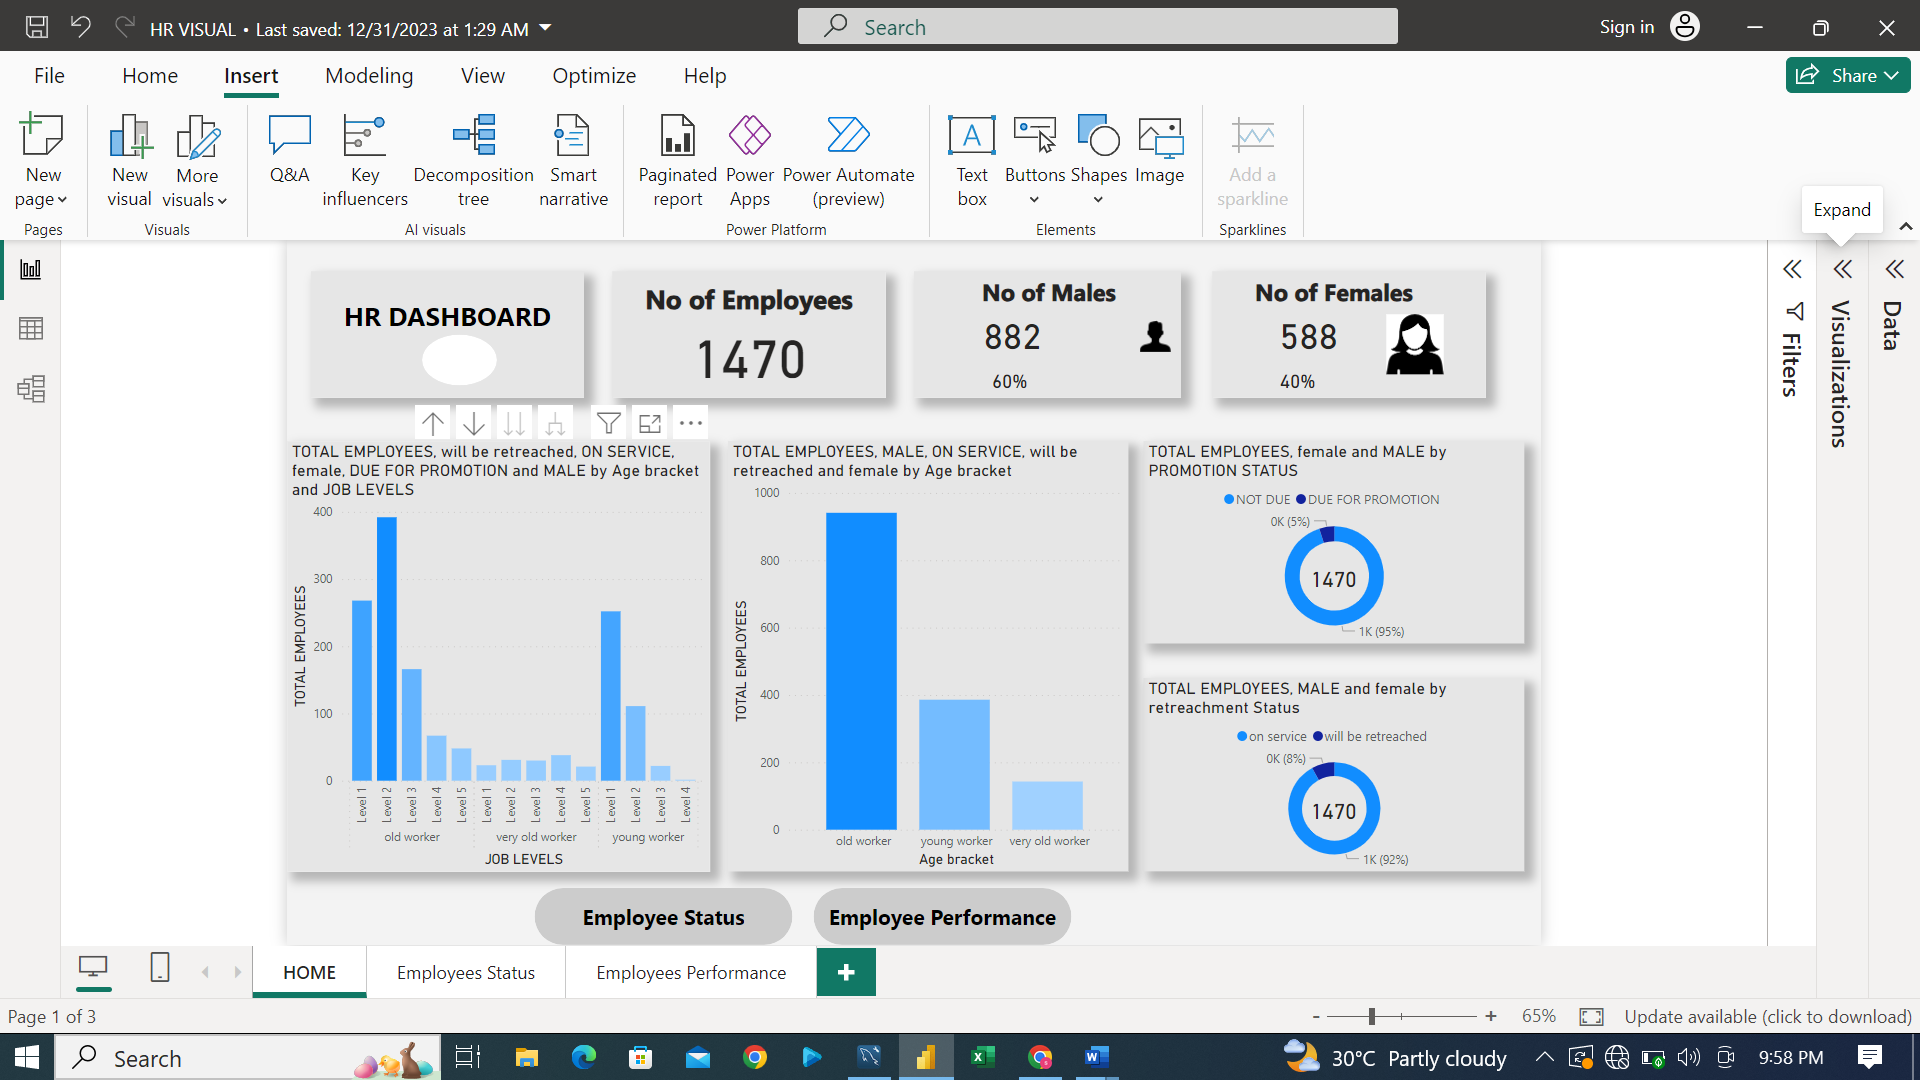 HR VISUAL • Last saved: 12/31/2023 at 1:29 AM
Search
Sign in
File Home Insert Modeling View Optimize Help
Share
New page
New visual
More visuals
Q&A
Key influencers
Decomposition tree
Smart narrative
Paginated report
Power Apps
Power Automate (preview)
Text box
Buttons
Shapes
Image
Add a sparkline
Expand
Pages
Visuals
AI visuals
Power Platform
Elements
Sparklines
HR DASHBOARD
No of Employees
1470
No of Males
882
60%
No of Females
588
40%
Filters
Visualizations
Data
TOTAL EMPLOYEES, will be retreached, ON SERVICE,
female, DUE FOR PROMOTION and MALE by Age bracket
and JOB LEVELS
400
300
200
100
0
TOTAL EMPLOYEES
Level 1
Level 2
Level 3
Level 4
Level 5
Level 1
Level 2
Level 3
Level 4
Level 5
Level 1
Level 2
Level 3
Level 4
old worker
very old worker
young worker
JOB LEVELS
TOTAL EMPLOYEES, MALE, ON SERVICE, will be
retreached and female by Age bracket
1000
800
600
400
200
0
TOTAL EMPLOYEES
old worker
young worker
very old worker
Age bracket
TOTAL EMPLOYEES, female and MALE by
PROMOTION STATUS
NOT DUE DUE FOR PROMOTION
0K (5%)
1470
1K (95%)
TOTAL EMPLOYEES, MALE and female by
retreachment Status
on service will be retreached
0K (8%)
1470
1K (92%)
Employee Status
Employee Performance
HOME
Employees Status
Employees Performance
+
Page 1 of 3
- + 65%
Update available (click to download)
Search
30°C Partly cloudy
9:58 PM